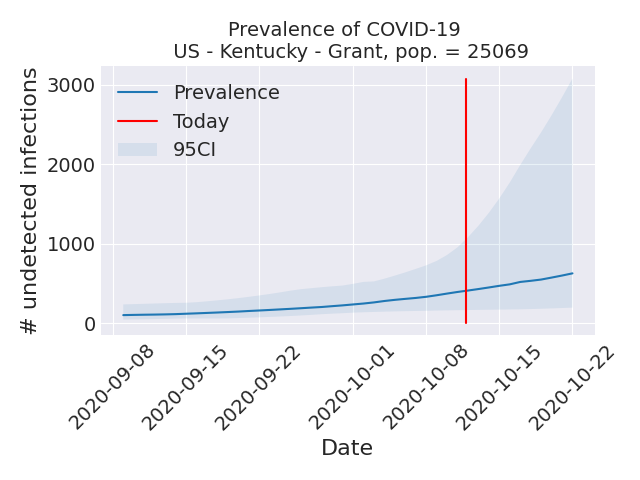 Prevalence of COVID-19
US - Kentucky - Grant, pop. = 25069
# undetected infections
3000
2000
1000
0
Prevalence
Today
95CI
2020-09-08
2020-09-15
2020-09-22
2020-10-01
2020-10-08
2020-10-15
2020-10-22
Date